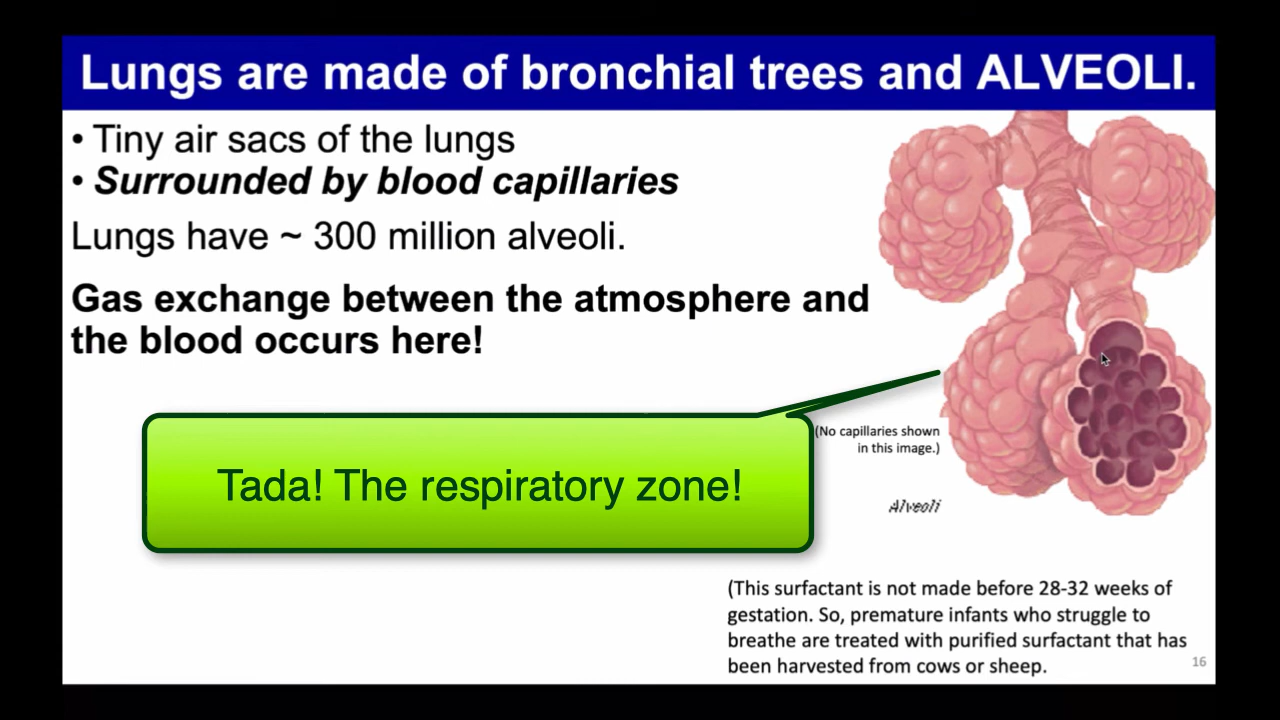 Lungs are made of bronchial trees and ALVEOLI.
• Tiny air sacs of the lungs
• Surrounded by blood capillaries
Lungs have ~ 300 million alveoli.
Gas exchange between the atmosphere and
the blood occurs here!
(No capillaries shown
in this image.)
Tada! The respiratory zone!
Alveoli
(This surfactant is not made before 28-32 weeks of
gestation. So, premature infants who struggle to
breathe are treated with purified surfactant that has
been harvested from cows or sheep.
16